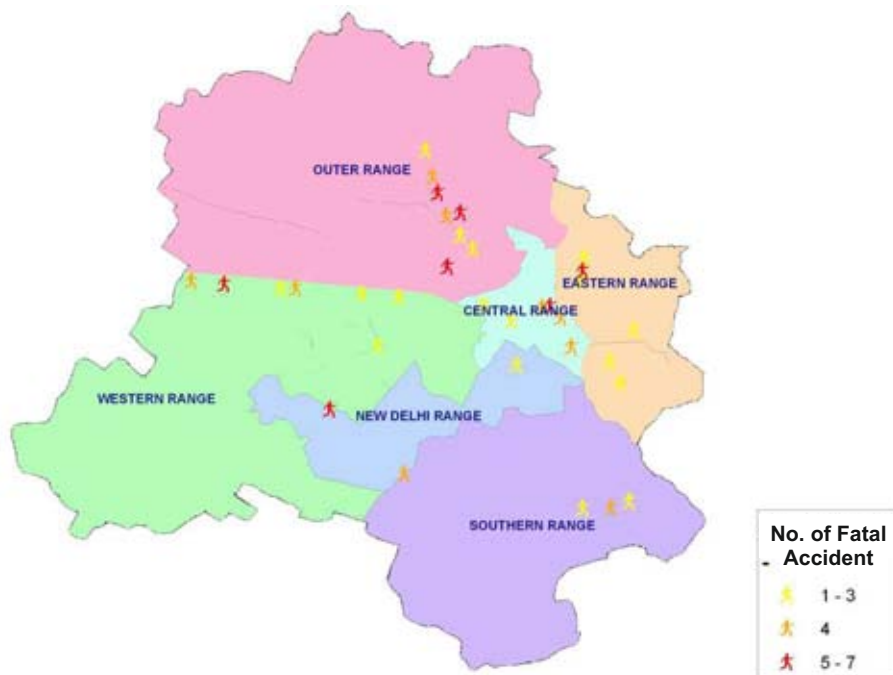 OUTER RANGE
EASTERN RANGE
CENTRAL RANGE
WESTERN RANGE
NEW DELHI RANGE
SOUTHERN RANGE
No. of Fatal
Accident
1 - 3
4
5 - 7